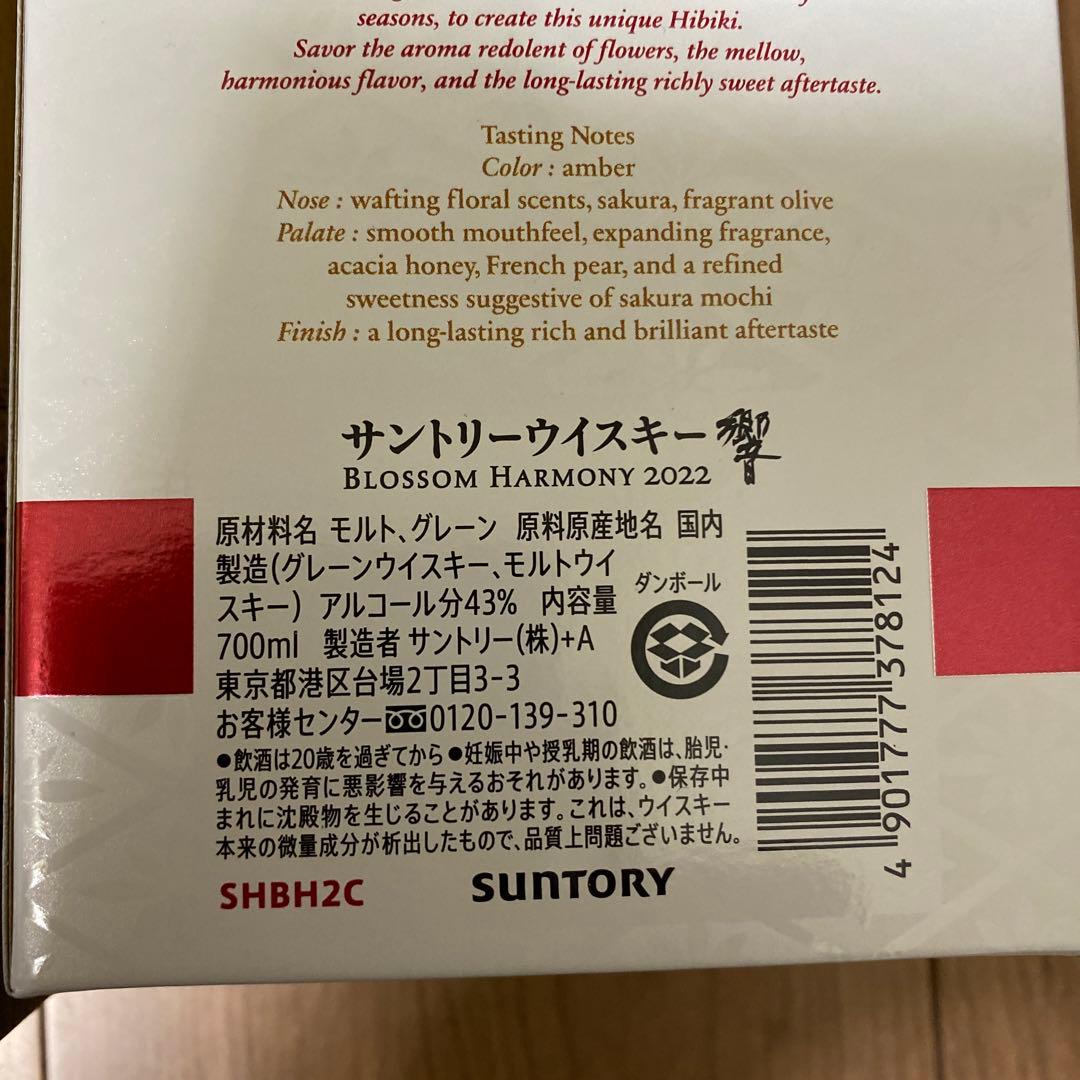 seasons, to create this unique Hibiki.
Savor the aroma redolent of flowers, the mellow,
harmonious flavor, and the long-lasting richly sweet aftertaste.
Tasting Notes
Color : amber
Nose : wafting floral scents, sakura, fragrant olive
Palate : smooth mouthfeel, expanding fragrance,
acacia honey, French pear, and a refined
sweetness suggestive of sakura mochi
Finish : a long-lasting rich and brilliant aftertaste
サントリーウイスキー響
BLOSSOM HARMONY 2022
原材料名 モルト、グレーン 原料原産地名 国内
製造(グレーンウイスキー、モルトウイ
スキー) アルコール分43% 内容量
700ml 製造者 サントリー(株)+A
東京都港区台場2丁目3-3
お客様センター 0120-139-310
●飲酒は20歳を過ぎてから●妊娠中や授乳期の飲酒は、胎児・
乳児の発育に悪影響を与えるおそれがあります。●保存中
まれに沈殿物を生じることがあります。これは、ウイスキー
本来の微量成分が析出したもので、品質上問題ございません。
ダンボール
4 901777 378124
SHBH2C
SUNTORY